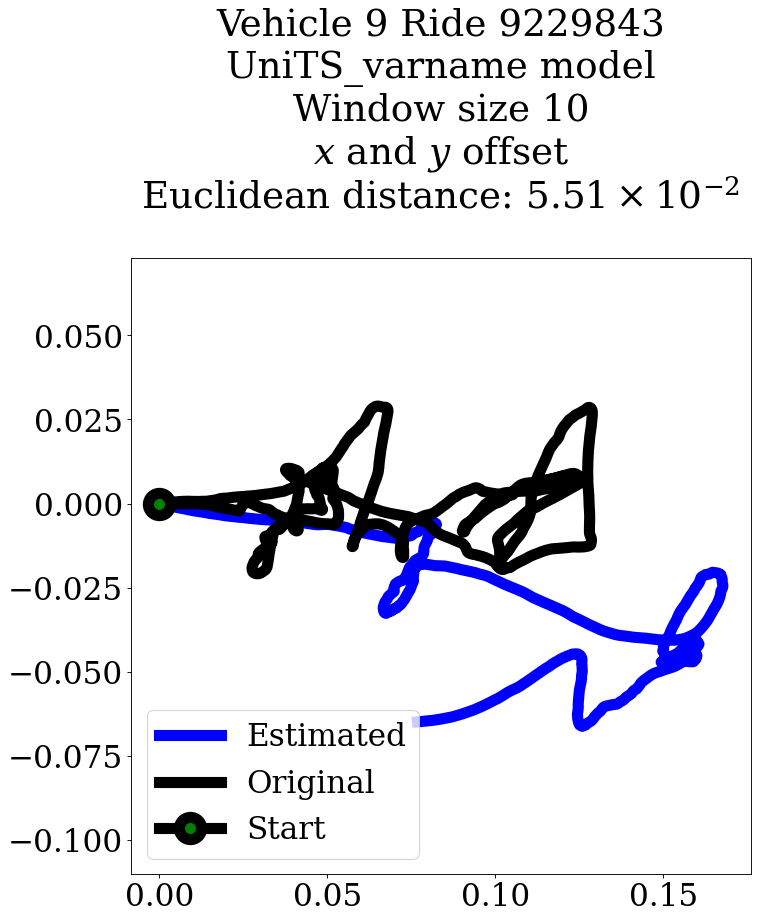 Vehicle 9 Ride 9229843
UniTS_varname model
Window size 10
x and y offset
Euclidean distance: 5.51 × 10⁻²
0.050
0.025
0.000
−0.025
−0.050
−0.075
−0.100
Estimated
Original
Start
0.00 0.05 0.10 0.15